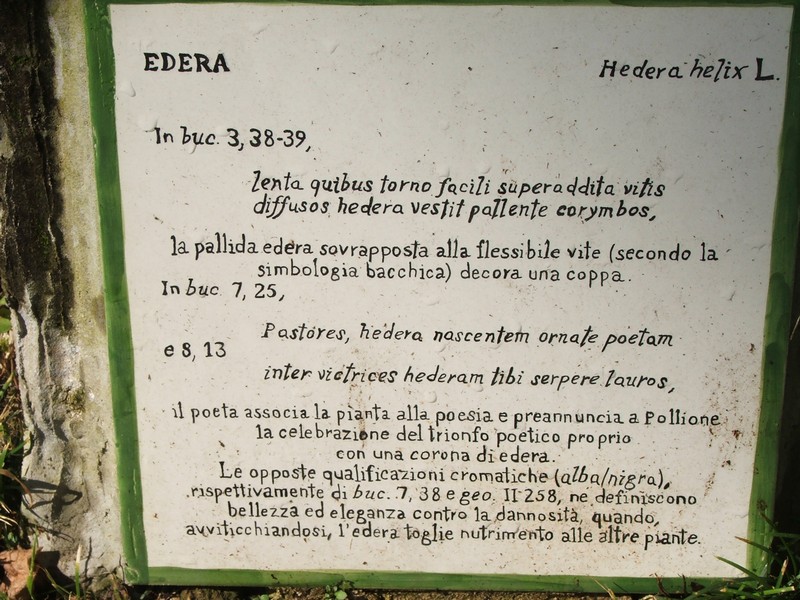 EDERA
Hedera helix L.
In buc. 3, 38-39,
lenta quibus torno facili superaddita vitis
diffusos hedera vestit pallente corymbos,
la pallida edera sovrapposta alla flessibile vite (secondo la
simbologia bacchica) decora una coppa.
In buc. 7, 25,
Pastores, hedera nascentem ornate poetam
e 8, 13
inter victrices hederam tibi serpere lauros,
il poeta associa la pianta alla poesia e preannuncia a Pollione
la celebrazione del trionfo poetico proprio
con una corona di edera.
Le opposte qualificazioni cromatiche (alba/nigra),
rispettivamente di buc. 7, 38 e geo. II 258, ne definiscono
bellezza ed eleganza contro la dannosità, quando,
avviticchiandosi, l'edera toglie nutrimento alle altre piante.